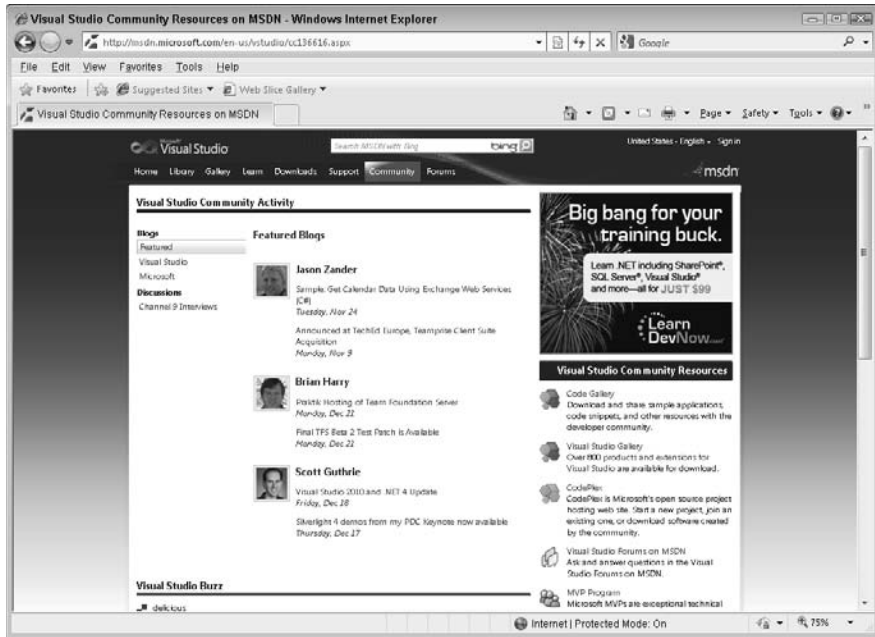 Visual Studio Community Resources on MSDN - Windows Internet Explorer
http://msdn.microsoft.com/en-us/vstudio/cc136616.aspx
Google
File Edit View Favorites Tools Help
Favorites Suggested Sites Web Slice Gallery
Visual Studio Community Resources on MSDN
Page Safety Tools
Microsoft
Visual Studio
Search MSDN with Bing
bing
United States - English Sign in
Home Library Gallery Learn Downloads Support Community Forums
msdn
Visual Studio Community Activity
Blogs
Featured
Visual Studio
Microsoft
Discussions
Channel 9 Interviews
Featured Blogs
Jason Zander
Sample: Get Calendar Data Using Exchange Web Services
(C#)
Tuesday, Nov 24
Announced at TechEd Europe, Teamprise Client Suite
Acquisition
Monday, Nov 9
Brian Harry
Praktik Hosting of Team Foundation Server
Monday, Dec 21
Final TFS Beta 2 Test Patch is Available
Monday, Dec 21
Scott Guthrie
Visual Studio 2010 and .NET 4 Update
Friday, Dec 18
Silverlight 4 demos from my PDC Keynote now available
Thursday, Dec 17
Visual Studio Buzz
delicious
Big bang for your
training buck.
Learn .NET including SharePoint®,
SQL Server®, Visual Studio®
and more—all for JUST $99
Learn
DevNow.com
Visual Studio Community Resources
Code Gallery
Download and share sample applications,
code snippets, and other resources with the
developer community.
Visual Studio Gallery
Over 800 products and extensions for
Visual Studio are available for download.
CodePlex
CodePlex is Microsoft's open source project
hosting web site. Start a new project, join an
existing one, or download software created
by the community.
Visual Studio Forums on MSDN
Ask and answer questions in the Visual
Studio Forums on MSDN.
MVP Program
Microsoft MVPs are exceptional technical
Internet | Protected Mode: On
75%